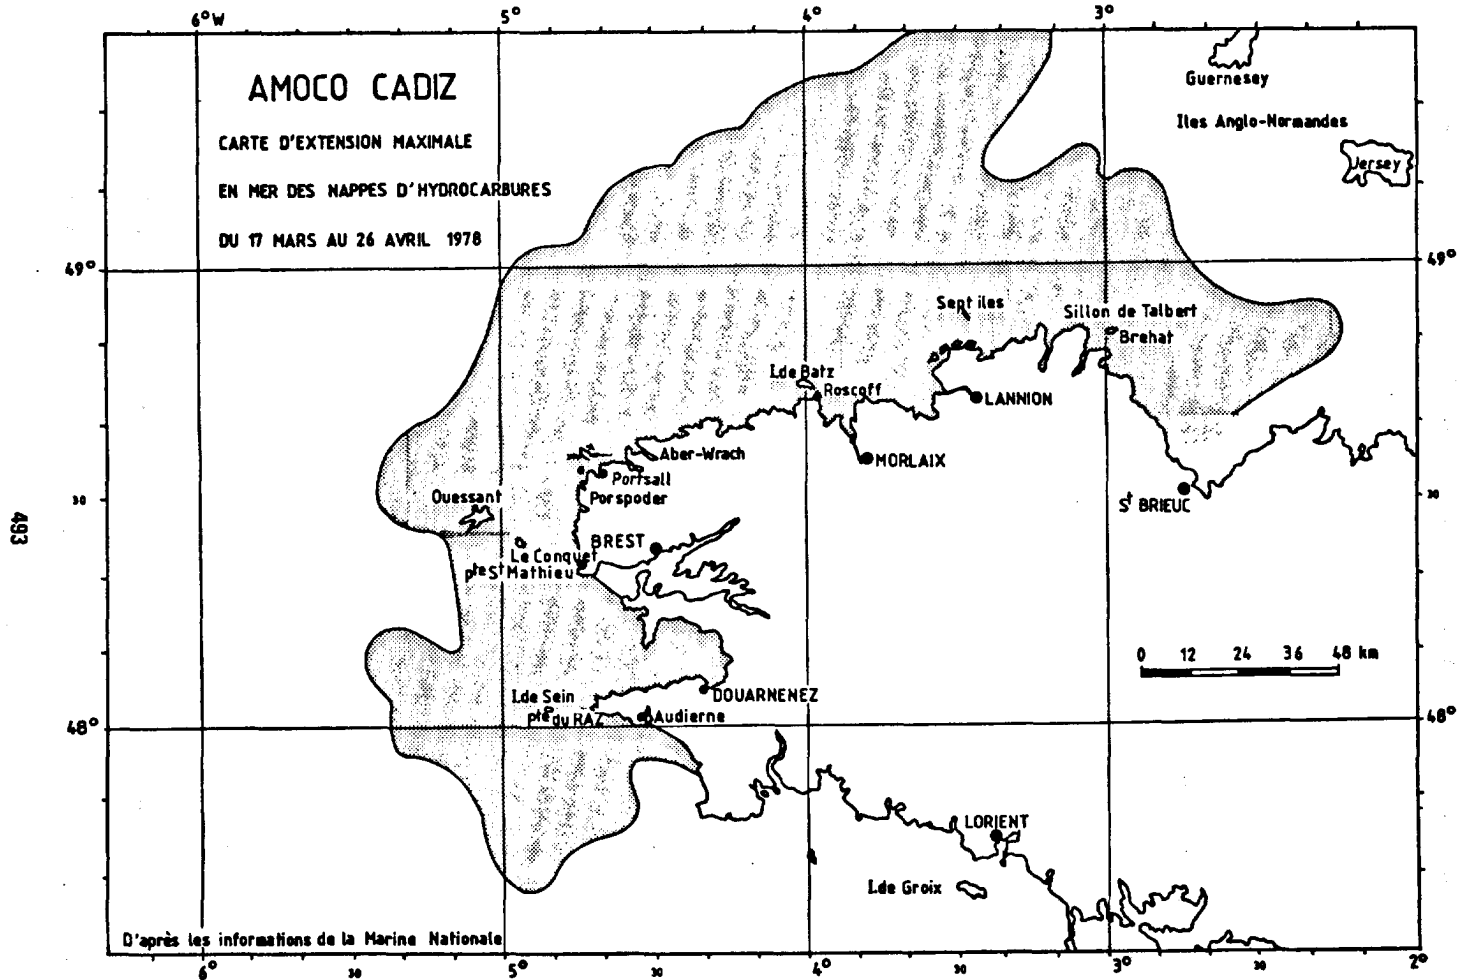 6°W 5° 4° 3°
Guernesey
AMOCO CADIZ
Iles Anglo-Normandes
CARTE D'EXTENSION MAXIMALE
Jersey
EN MER DES NAPPES D'HYDROCARBURES
DU 17 MARS AU 26 AVRIL 1978
49° 49°
Sept iles
Sillon de Talbert
Brehat
I.de Batz
Roscoff
LANNION
Aber-Wrach
MORLAIX
Portsall
Ouessant
Porspoder
30 30
St BRIEUC
493
BREST
Le Conquet
pte St Mathieu
0 12 24 36 48 km
I.de Sein
DOUARNENEZ
pte du RAZ
Audierne
48° 48°
LORIENT
I.de Groix
D'après les informations de la Marine Nationale
6° 30 5° 30 4° 30 3° 30 2°